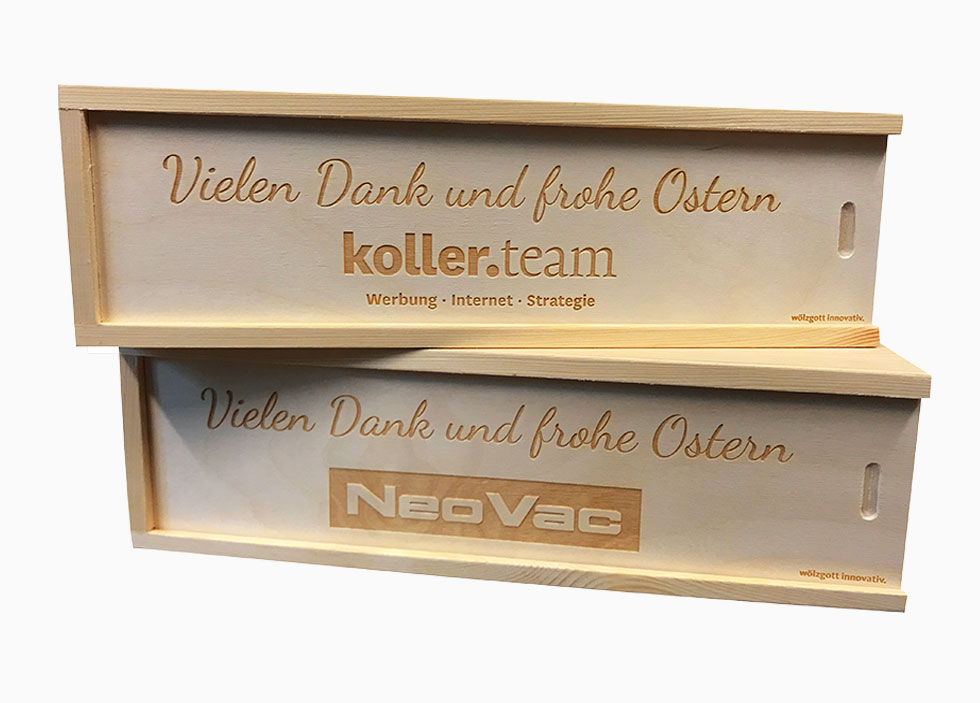 Vielen Dank und frohe Ostern
koller.team
Werbung · Internet · Strategie
wölzgott innovativ.
Vielen Dank und frohe Ostern
NeoVac
wölzgott innovativ.